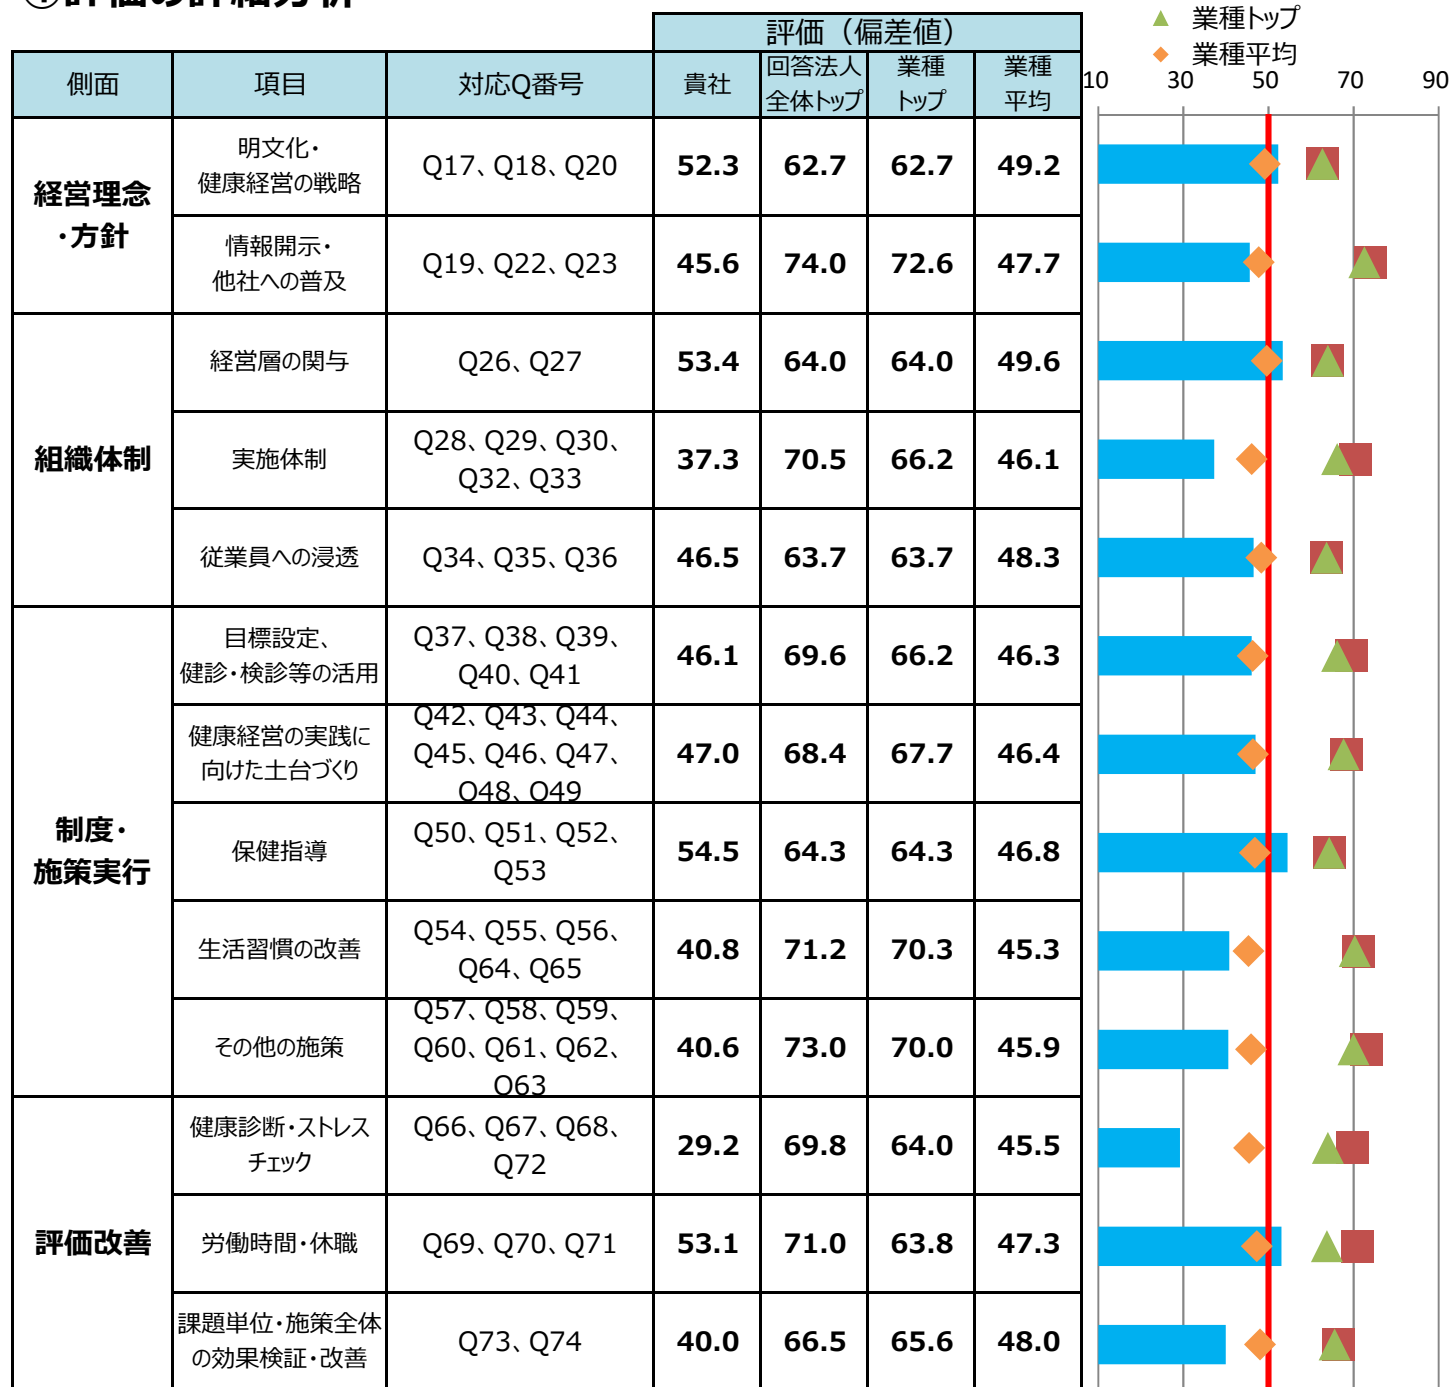 ①評価の詳細分析
業種トップ
業種平均
評価（偏差値）
側面 項目 対応Q番号 貴社 回答法人全体トップ 業種トップ 業種平均
10 30 50 70 90
経営理念
・方針
明文化・
健康経営の戦略
Q17、Q18、Q20
52.3 62.7 62.7 49.2
情報開示・
他社への普及
Q19、Q22、Q23
45.6 74.0 72.6 47.7
組織体制
経営層の関与
Q26、Q27
53.4 64.0 64.0 49.6
実施体制
Q28、Q29、Q30、
Q32、Q33
37.3 70.5 66.2 46.1
従業員への浸透
Q34、Q35、Q36
46.5 63.7 63.7 48.3
制度・
施策実行
目標設定、
健診・検診等の活用
Q37、Q38、Q39、
Q40、Q41
46.1 69.6 66.2 46.3
健康経営の実践に
向けた土台づくり
Q42、Q43、Q44、
Q45、Q46、Q47、
Q48、Q49
47.0 68.4 67.7 46.4
保健指導
Q50、Q51、Q52、
Q53
54.5 64.3 64.3 46.8
生活習慣の改善
Q54、Q55、Q56、
Q64、Q65
40.8 71.2 70.3 45.3
その他の施策
Q57、Q58、Q59、
Q60、Q61、Q62、
Q63
40.6 73.0 70.0 45.9
評価改善
健康診断・ストレス
チェック
Q66、Q67、Q68、
Q72
29.2 69.8 64.0 45.5
労働時間・休職
Q69、Q70、Q71
53.1 71.0 63.8 47.3
課題単位・施策全体
の効果検証・改善
Q73、Q74
40.0 66.5 65.6 48.0